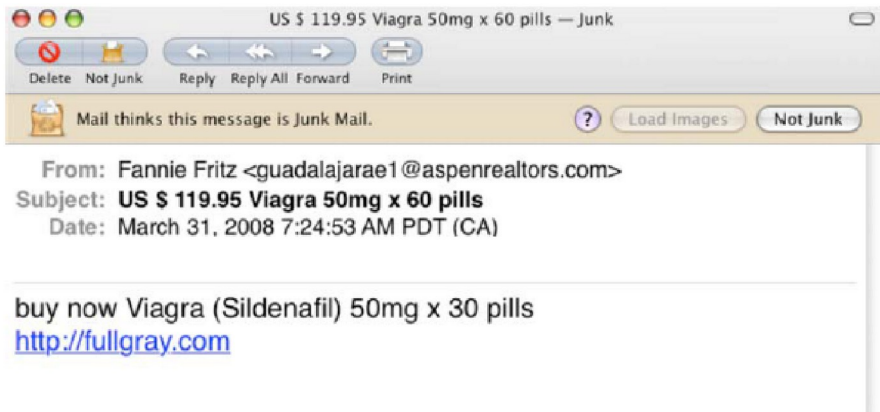 US $ 119.95 Viagra 50mg x 60 pills — Junk
Delete Not Junk Reply Reply All Forward Print
Mail thinks this message is Junk Mail. ? Load Images Not Junk
From: Fannie Fritz <guadalajarae1@aspenrealtors.com>
Subject: US $ 119.95 Viagra 50mg x 60 pills
Date: March 31, 2008 7:24:53 AM PDT (CA)
buy now Viagra (Sildenafil) 50mg x 30 pills
http://fullgray.com